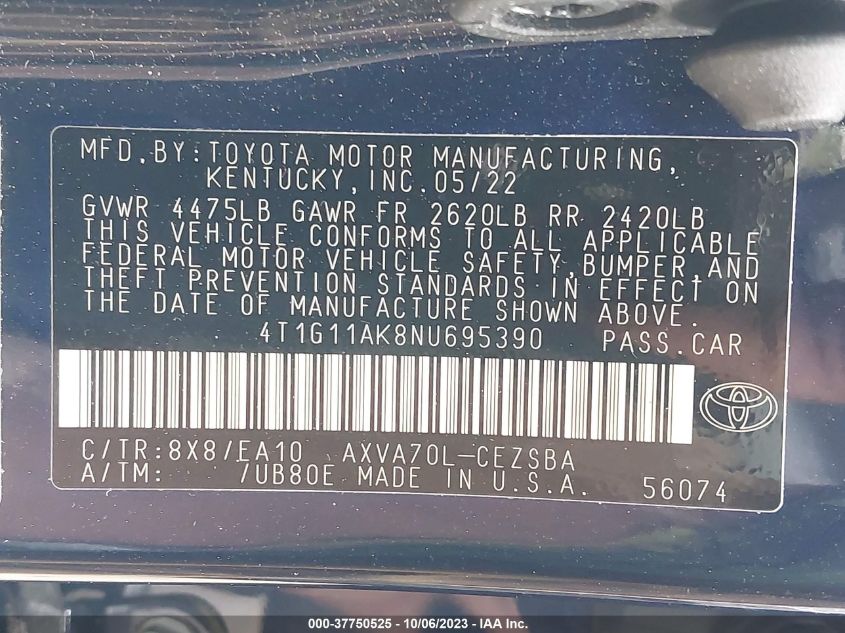 MFD.BY:TOYOTA MOTOR MANUFACTURING,
KENTUCKY,INC.05/22
GVWR 4475LB GAWR FR 2620LB RR 2420LB
THIS VEHICLE CONFORMS TO ALL APPLICABLE
FEDERAL MOTOR VEHICLE SAFETY,BUMPER,AND
THEFT PREVENTION STANDARDS IN EFFECT ON
THE DATE OF MANUFACTURE SHOWN ABOVE.
4T1G11AK8NU695390 PASS.CAR
C/TR:8X8/EA10 AXVA70L-CEZSBA
A/TM: /UB80E MADE IN U.S.A. 56074
000-37750525 - 10/06/2023 - IAA Inc.